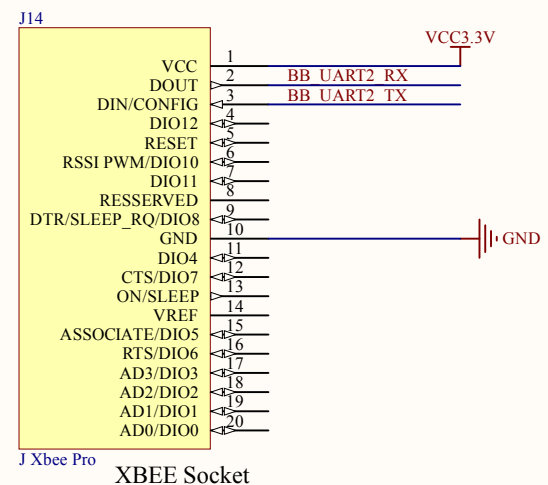 J14
VCC3.3V
VCC 1
DOUT 2 BB_UART2_RX
DIN/CONFIG 3 BB_UART2_TX
DIO12 4
RESET 5
RSSI PWM/DIO10 6
DIO11 7
RESSERVED 8
DTR/SLEEP_RQ/DIO8 9
GND 10 GND
DIO4 11
CTS/DIO7 12
ON/SLEEP 13
VREF 14
ASSOCIATE/DIO5 15
RTS/DIO6 16
AD3/DIO3 17
AD2/DIO2 18
AD1/DIO1 19
AD0/DIO0 20
J Xbee Pro
XBEE Socket